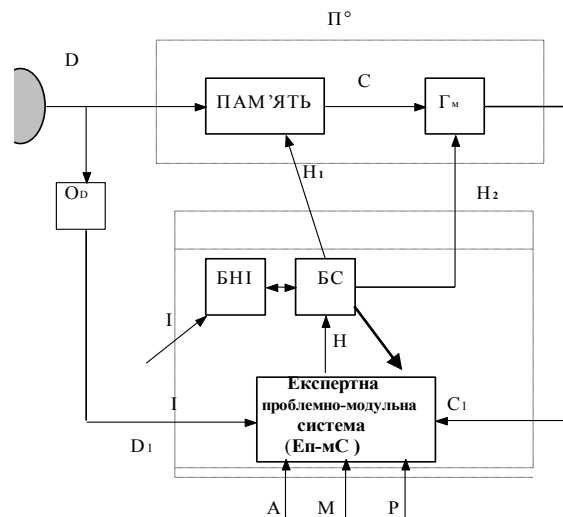 П°
D
ПАМ’ЯТЬ
C
Гм
H1
H2
OD
БНІ
БС
I
H
I
Експертна
проблемно-модульна
система
(Еп-мС )
C1
D1
A
M
P